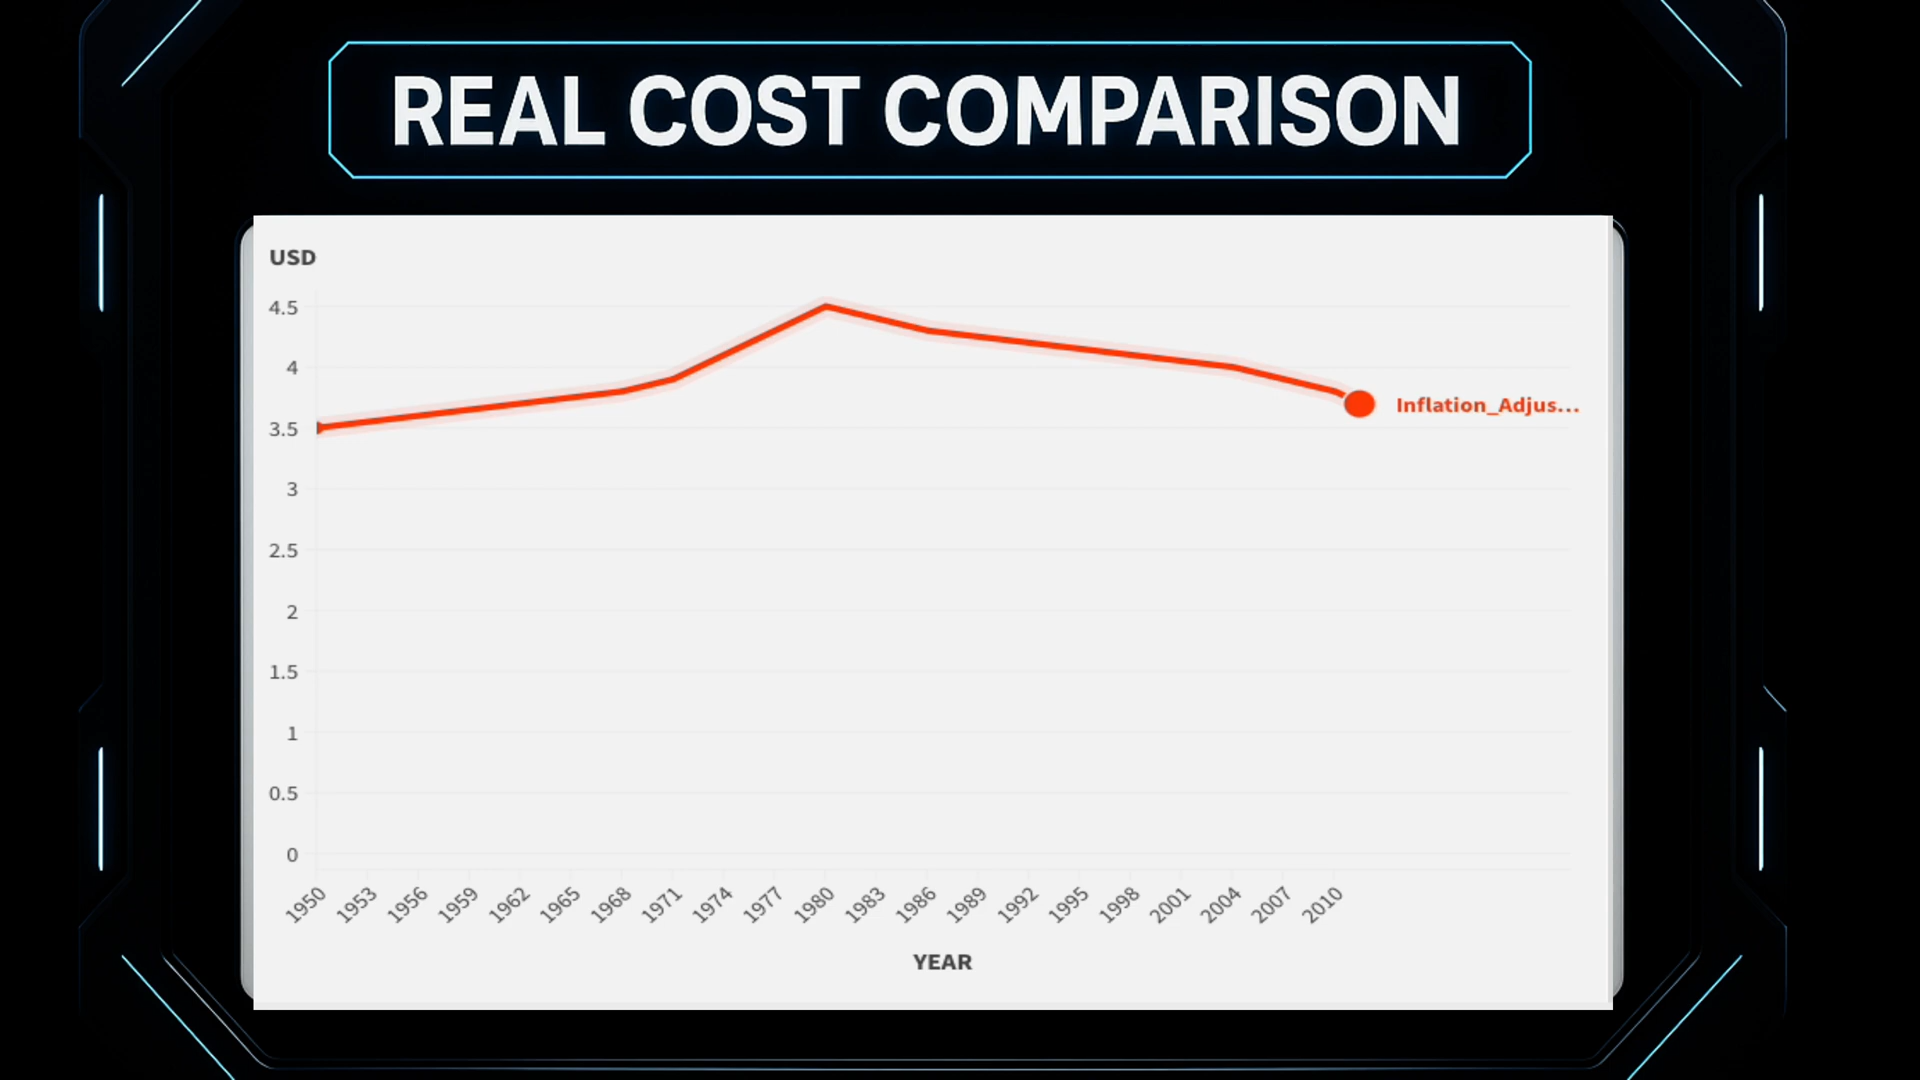 REAL COST COMPARISON
USD
4.5
4
3.5
3
2.5
2
1.5
1
0.5
0
Inflation_Adjus...
1950 1953 1956 1959 1962 1965 1968 1971 1974 1977 1980 1983 1986 1989 1992 1995 1998 2001 2004 2007 2010
YEAR